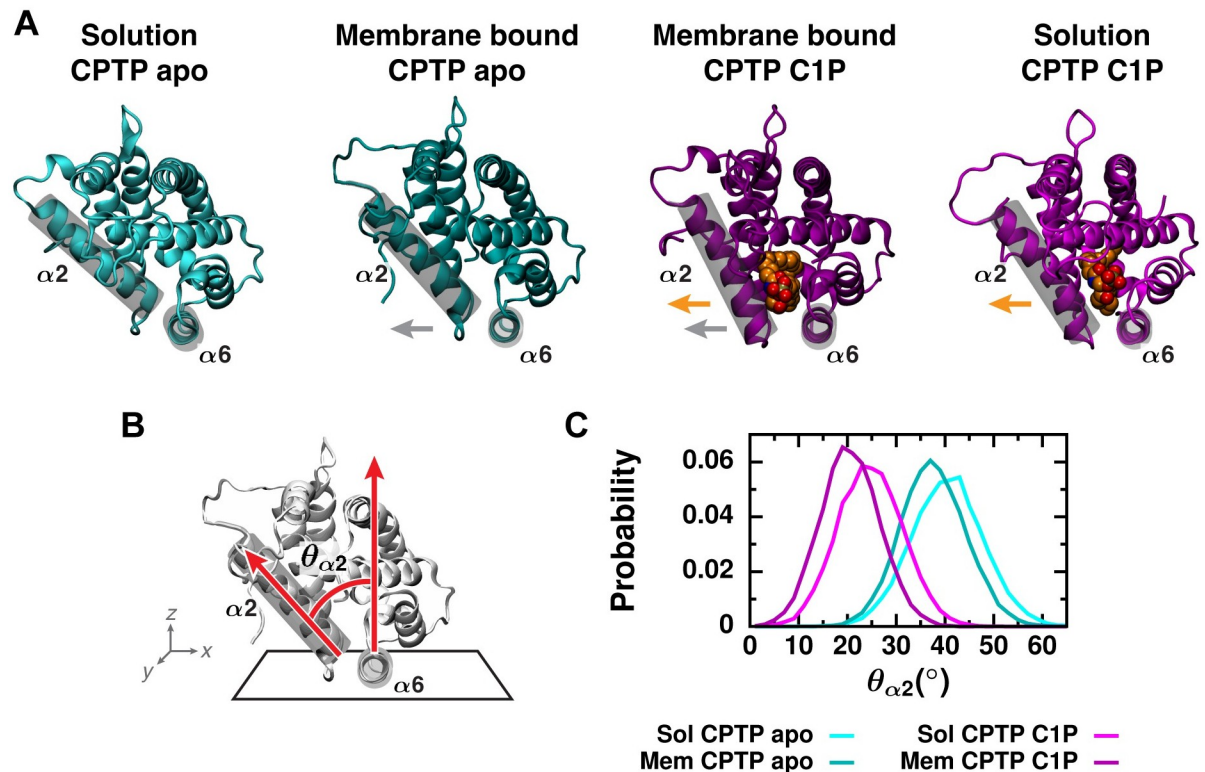 A
Solution
CPTP apo
Membrane bound
CPTP apo
Membrane bound
CPTP C1P
Solution
CPTP C1P
α2
α6
α2
α6
α2
α6
α2
α6
B
θα2
α2
α6
z
y
x
C
Probability
0.06
0.04
0.02
0
0 10 20 30 40 50 60
θα2(°)
Sol CPTP apo
Sol CPTP C1P
Mem CPTP apo
Mem CPTP C1P